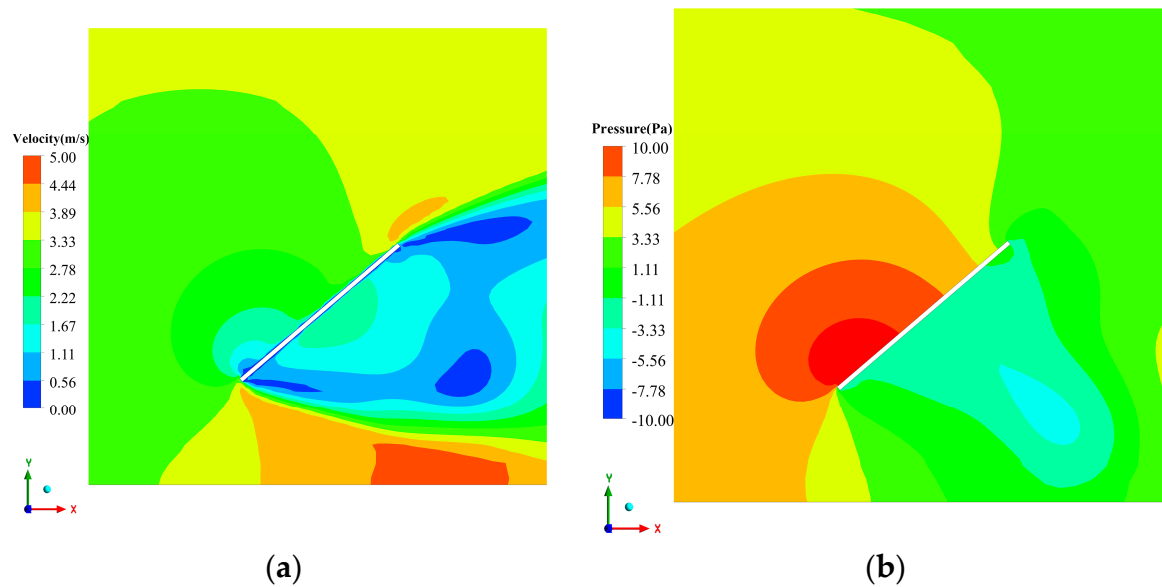 Velocity(m/s)
5.00
4.44
3.89
3.33
2.78
2.22
1.67
1.11
0.56
0.00
Y
X
(a)
Pressure(Pa)
10.00
7.78
5.56
3.33
1.11
-1.11
-3.33
-5.56
-7.78
-10.00
Y
X
(b)